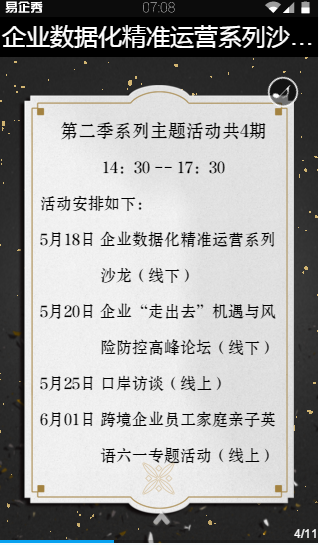 易企秀
07:08
企业数据化精准运营系列沙...
第二季系列主题活动共4期
14：30--17：30
活动安排如下：
5月18日 企业数据化精准运营系列
沙龙（线下）
5月20日 企业“走出去”机遇与风
险防控高峰论坛（线下）
5月25日 口岸访谈（线上）
6月01日 跨境企业员工家庭亲子英
语六一专题活动（线上）
4/11